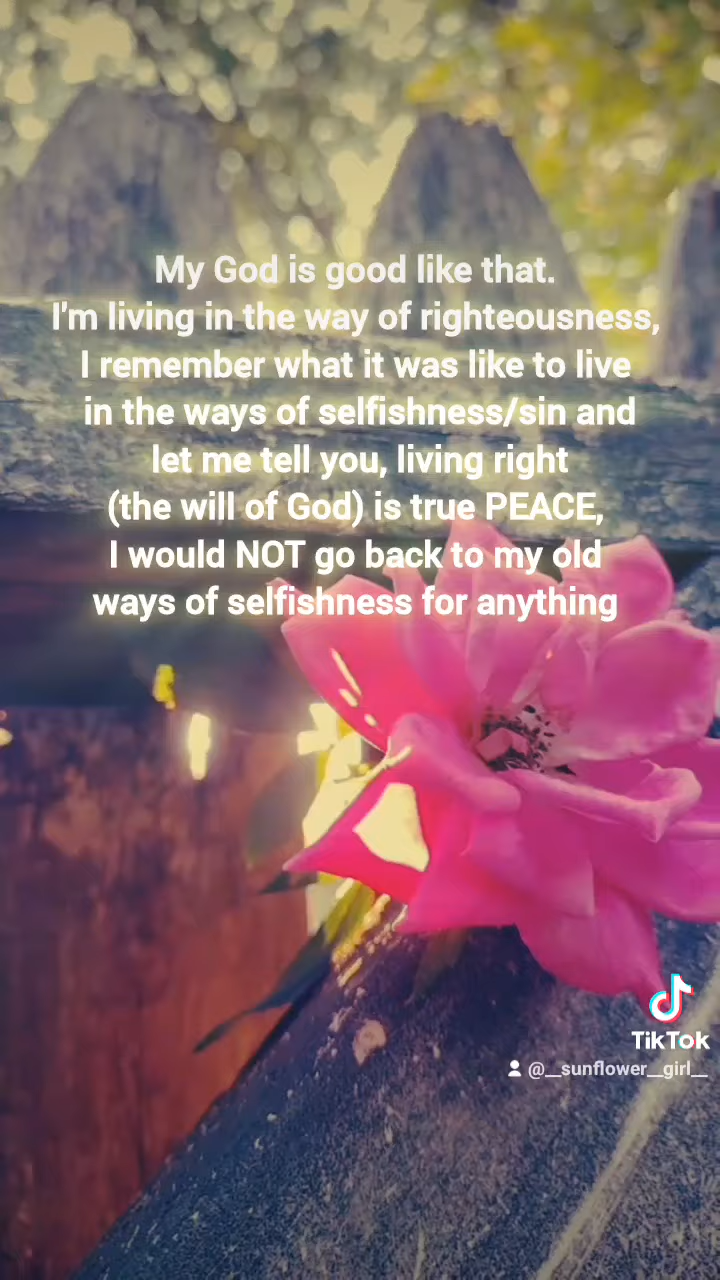 My God is good like that.
I'm living in the way of righteousness,
I remember what it was like to live
in the ways of selfishness/sin and
let me tell you, living right
(the will of God) is true PEACE,
I would NOT go back to my old
ways of selfishness for anything
TikTok
@__sunflower__girl__